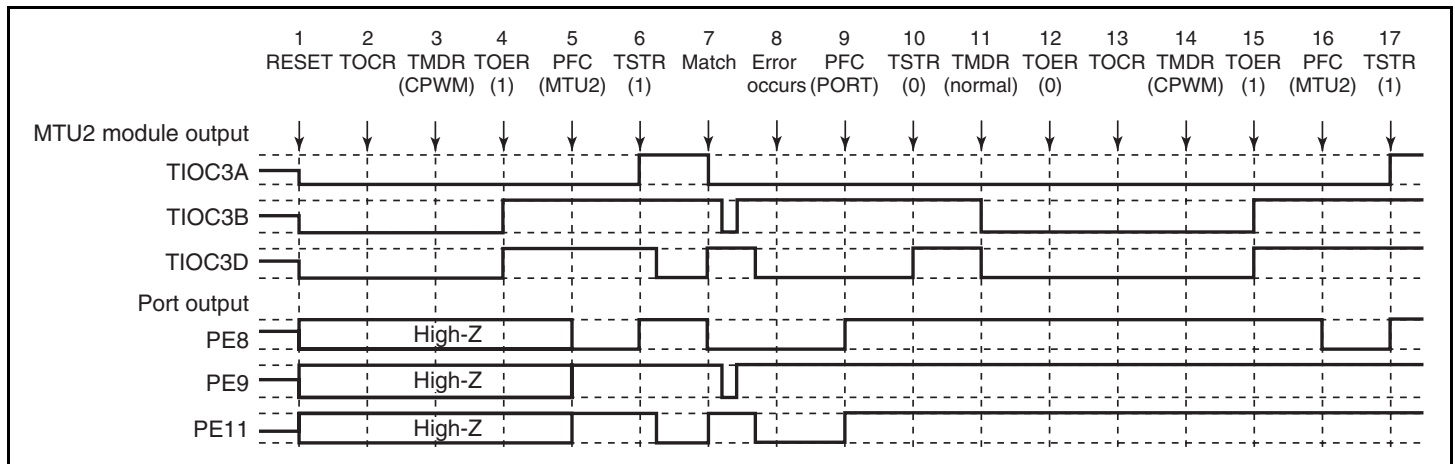 1 2 3 4 5 6 7 8 9 10 11 12 13 14 15 16 17
RESET TOCR TMDR TOER PFC TSTR Match Error PFC TSTR TMDR TOER TOCR TMDR TOER PFC TSTR
(CPWM) (1) (MTU2) (1) occurs (PORT) (0) (normal) (0) (CPWM) (1) (MTU2) (1)
MTU2 module output
TIOC3A
TIOC3B
TIOC3D
Port output
PE8 High-Z
PE9 High-Z
PE11 High-Z